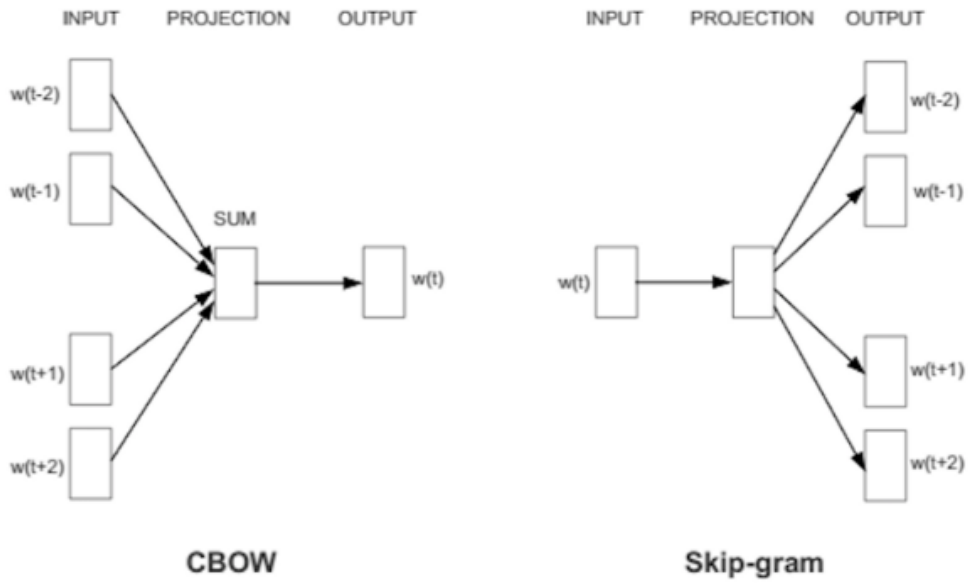 INPUT PROJECTION OUTPUT INPUT PROJECTION OUTPUT
w(t-2) w(t-2)
w(t-1) w(t-1)
SUM
w(t) w(t)
w(t+1) w(t+1)
w(t+2) w(t+2)
CBOW Skip-gram